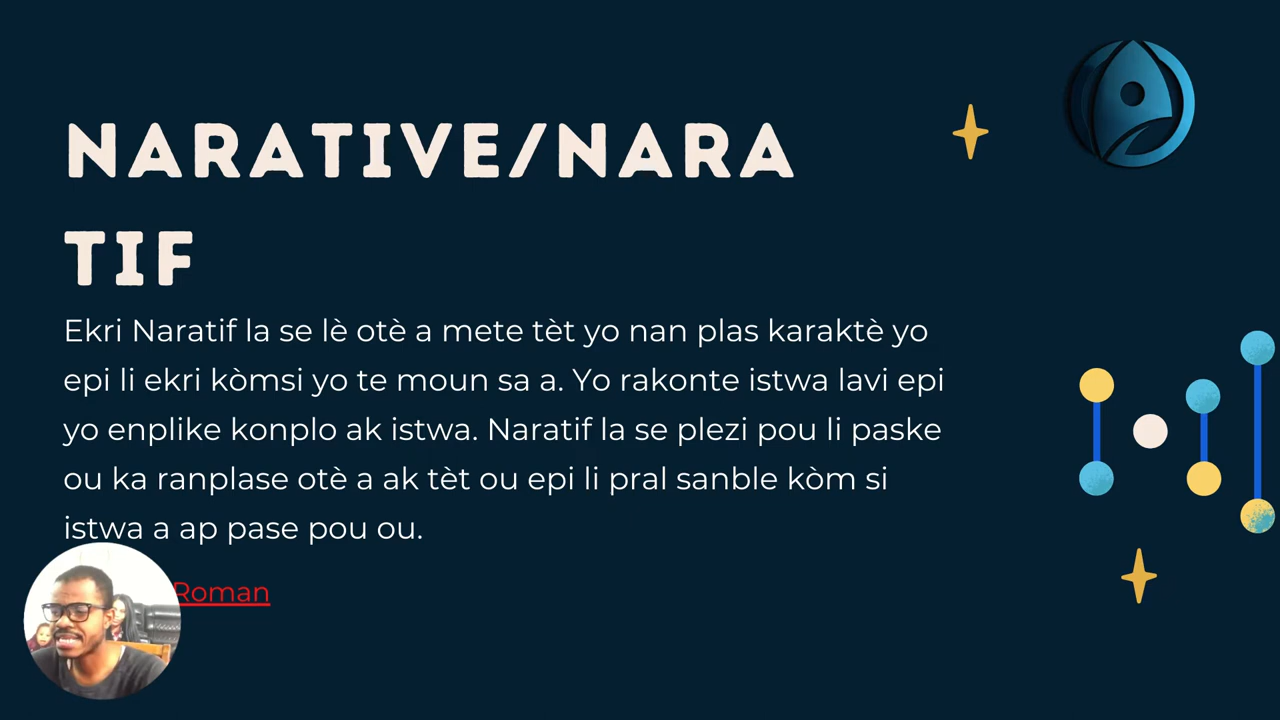 NARATIVE/NARA
TIF
Ekri Naratif la se lè otè a mete tèt yo nan plas karaktè yo
epi li ekri kòmsi yo te moun sa a. Yo rakonte istwa lavi epi
yo enplike konplo ak istwa. Naratif la se plezi pou li paske
ou ka ranplase otè a ak tèt ou epi li pral sanble kòm si
istwa a ap pase pou ou.
Roman